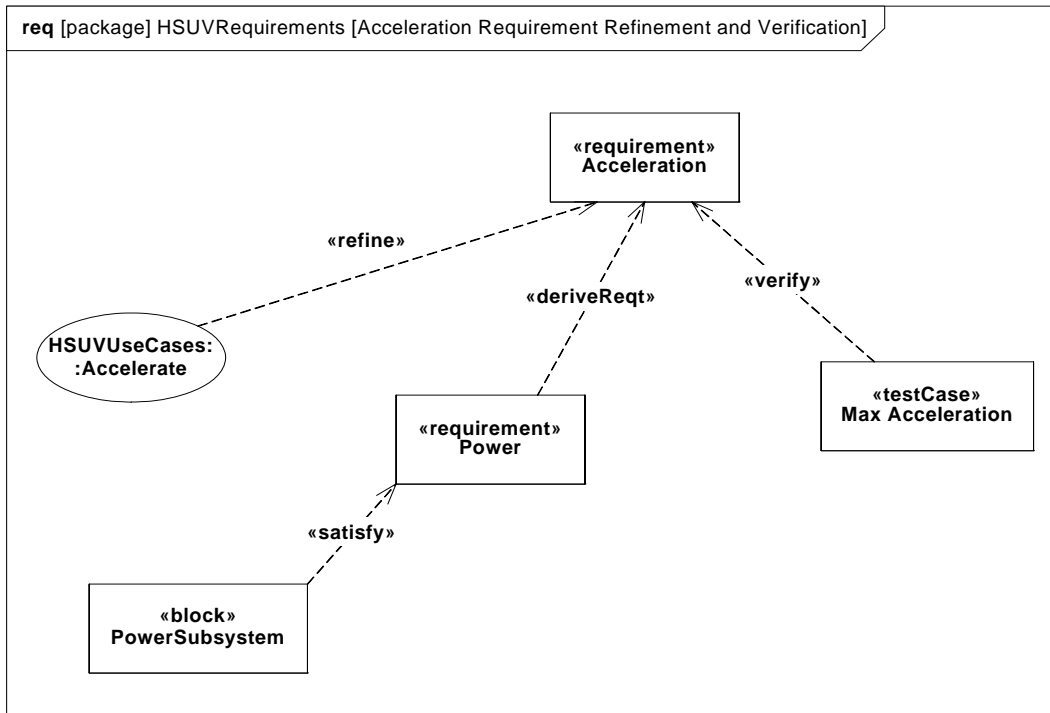 req [package] HSUVRequirements [Acceleration Requirement Refinement and Verification]
«requirement»
Acceleration
«refine»
«deriveReqt»
«verify»
HSUVUseCases:
:Accelerate
«requirement»
Power
«testCase»
Max Acceleration
«satisfy»
«block»
PowerSubsystem